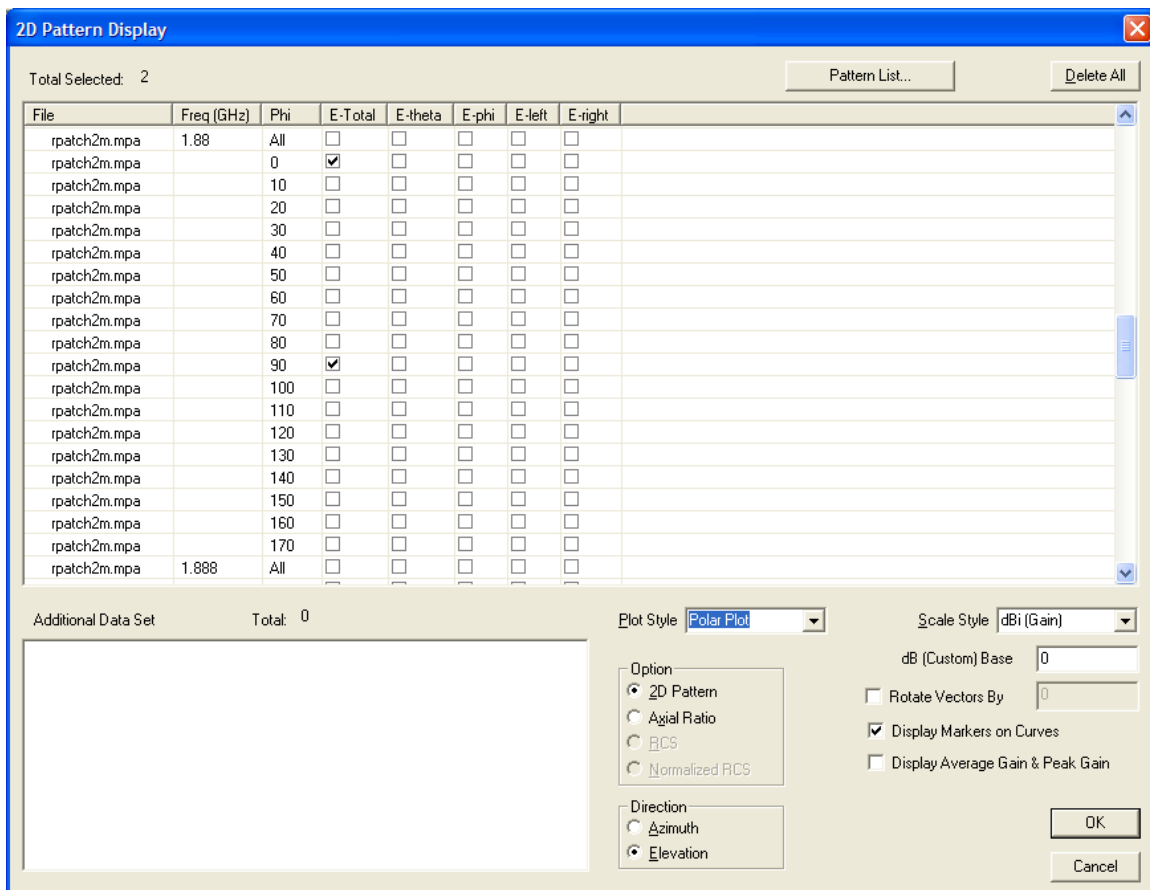 2D Pattern Display
Total Selected: 2 Pattern List... Delete All
File Freq (GHz) Phi E-Total E-theta E-phi E-left E-right
rpatch2m.mpa 1.88 All
rpatch2m.mpa 0
rpatch2m.mpa 10
rpatch2m.mpa 20
rpatch2m.mpa 30
rpatch2m.mpa 40
rpatch2m.mpa 50
rpatch2m.mpa 60
rpatch2m.mpa 70
rpatch2m.mpa 80
rpatch2m.mpa 90
rpatch2m.mpa 100
rpatch2m.mpa 110
rpatch2m.mpa 120
rpatch2m.mpa 130
rpatch2m.mpa 140
rpatch2m.mpa 150
rpatch2m.mpa 160
rpatch2m.mpa 170
rpatch2m.mpa 1.888 All
Additional Data Set Total: 0
Plot Style Polar Plot
Scale Style dBi (Gain)
dB (Custom) Base 0
Option
2D Pattern
Axial Ratio
RCS
Normalized RCS
Rotate Vectors By 0
Display Markers on Curves
Display Average Gain & Peak Gain
Direction
Azimuth
Elevation
OK
Cancel